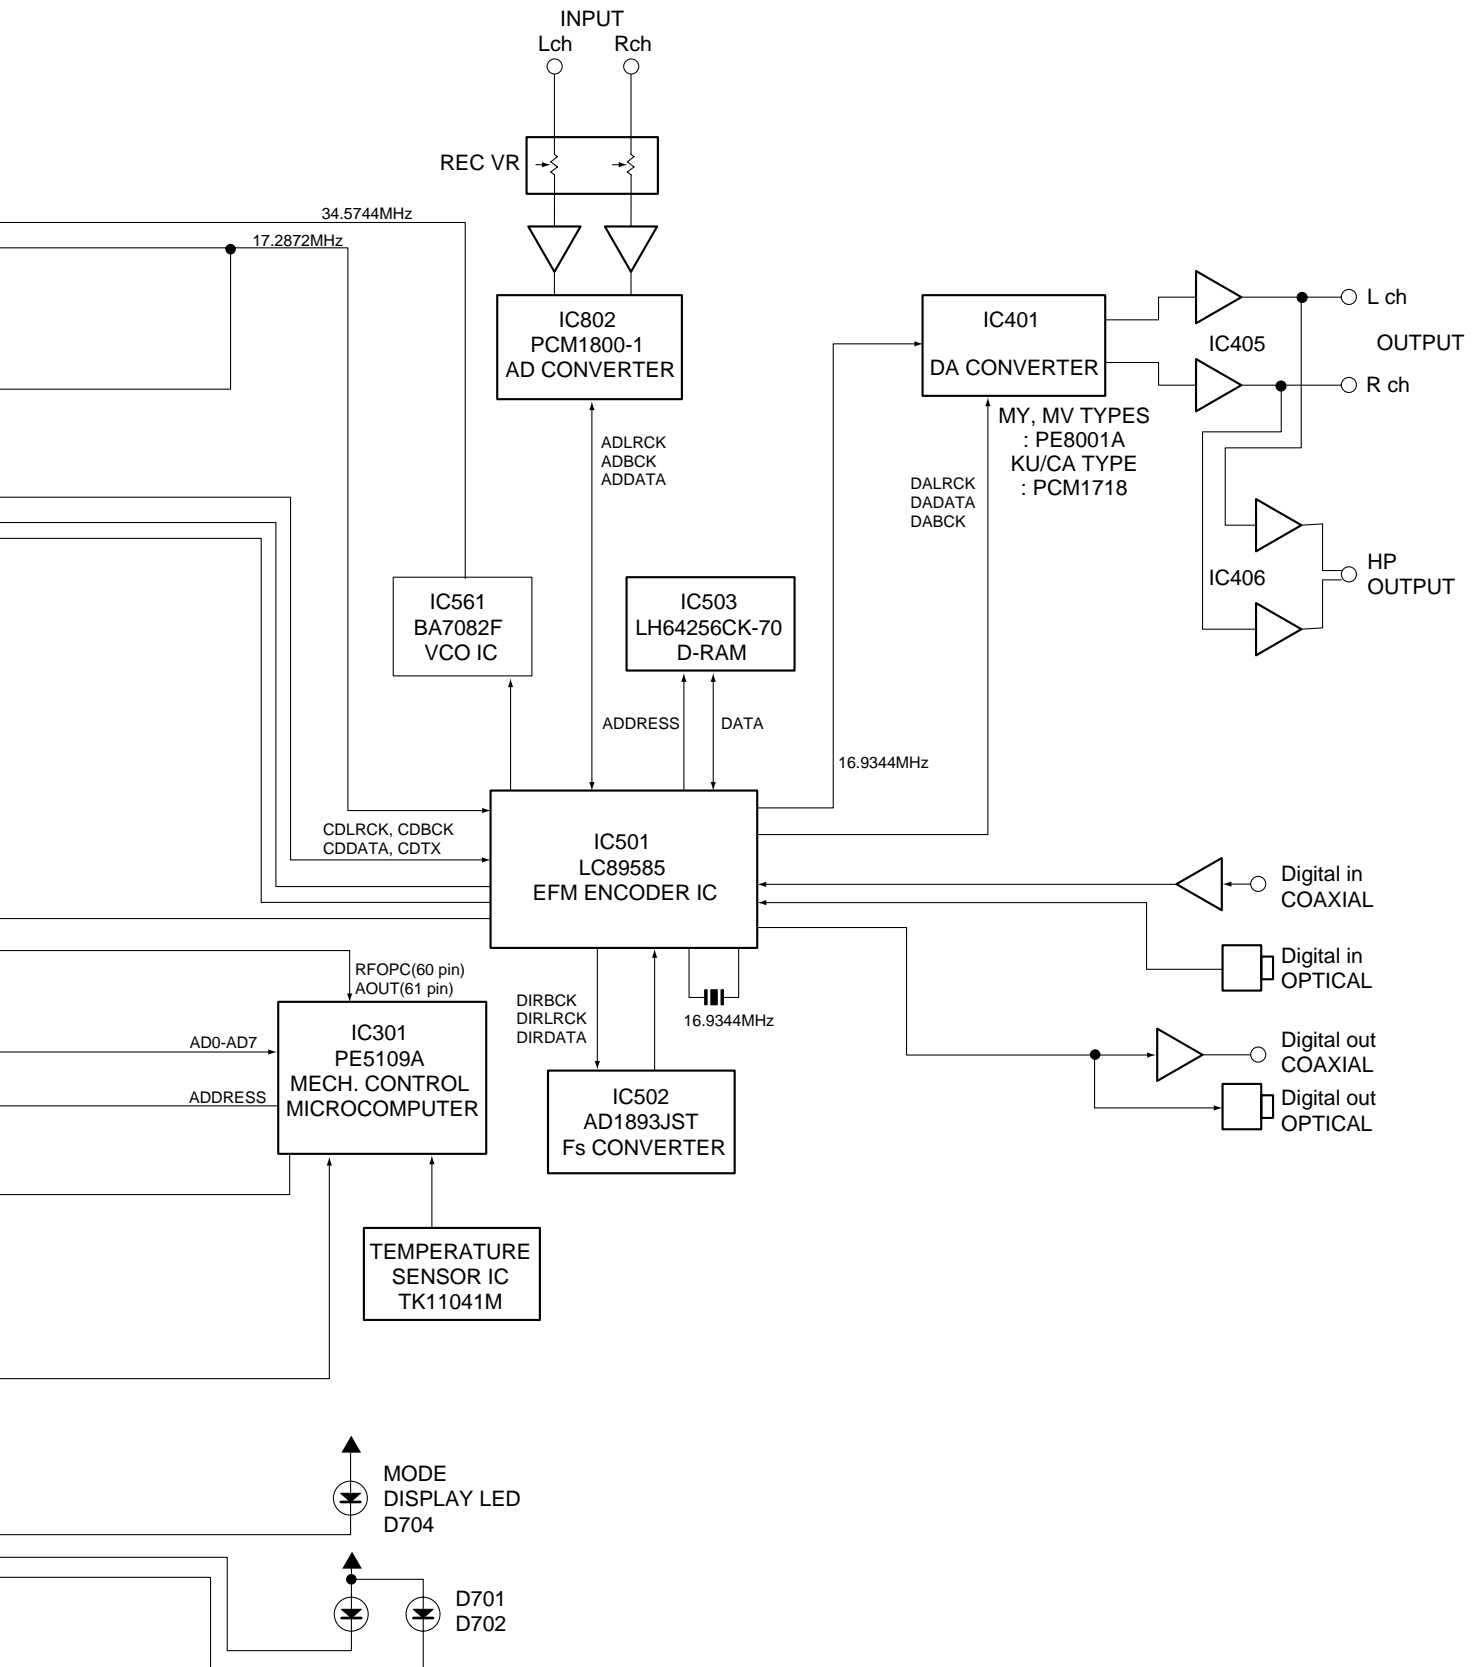 INPUT
Lch
Rch
REC VR
34.5744MHz
17.2872MHz
IC802
PCM1800-1
AD CONVERTER
IC401
DA CONVERTER
L ch
IC405
OUTPUT
R ch
MY, MV TYPES
: PE8001A
KU/CA TYPE
: PCM1718
ADLRCK
ADBCK
ADDATA
DALRCK
DADATA
DABCK
IC561
BA7082F
VCO IC
IC503
LH64256CK-70
D-RAM
IC406
HP
OUTPUT
ADDRESS
DATA
16.9344MHz
CDLRCK, CDBCK
CDDATA, CDTX
IC501
LC89585
EFM ENCODER IC
Digital in
COAXIAL
Digital in
OPTICAL
RFOPC(60 pin)
AOUT(61 pin)
DIRBCK
DIRLRCK
DIRDATA
16.9344MHz
AD0-AD7
ADDRESS
IC301
PE5109A
MECH. CONTROL
MICROCOMPUTER
Digital out
COAXIAL
Digital out
OPTICAL
IC502
AD1893JST
Fs CONVERTER
TEMPERATURE
SENSOR IC
TK11041M
MODE
DISPLAY LED
D704
D701
D702